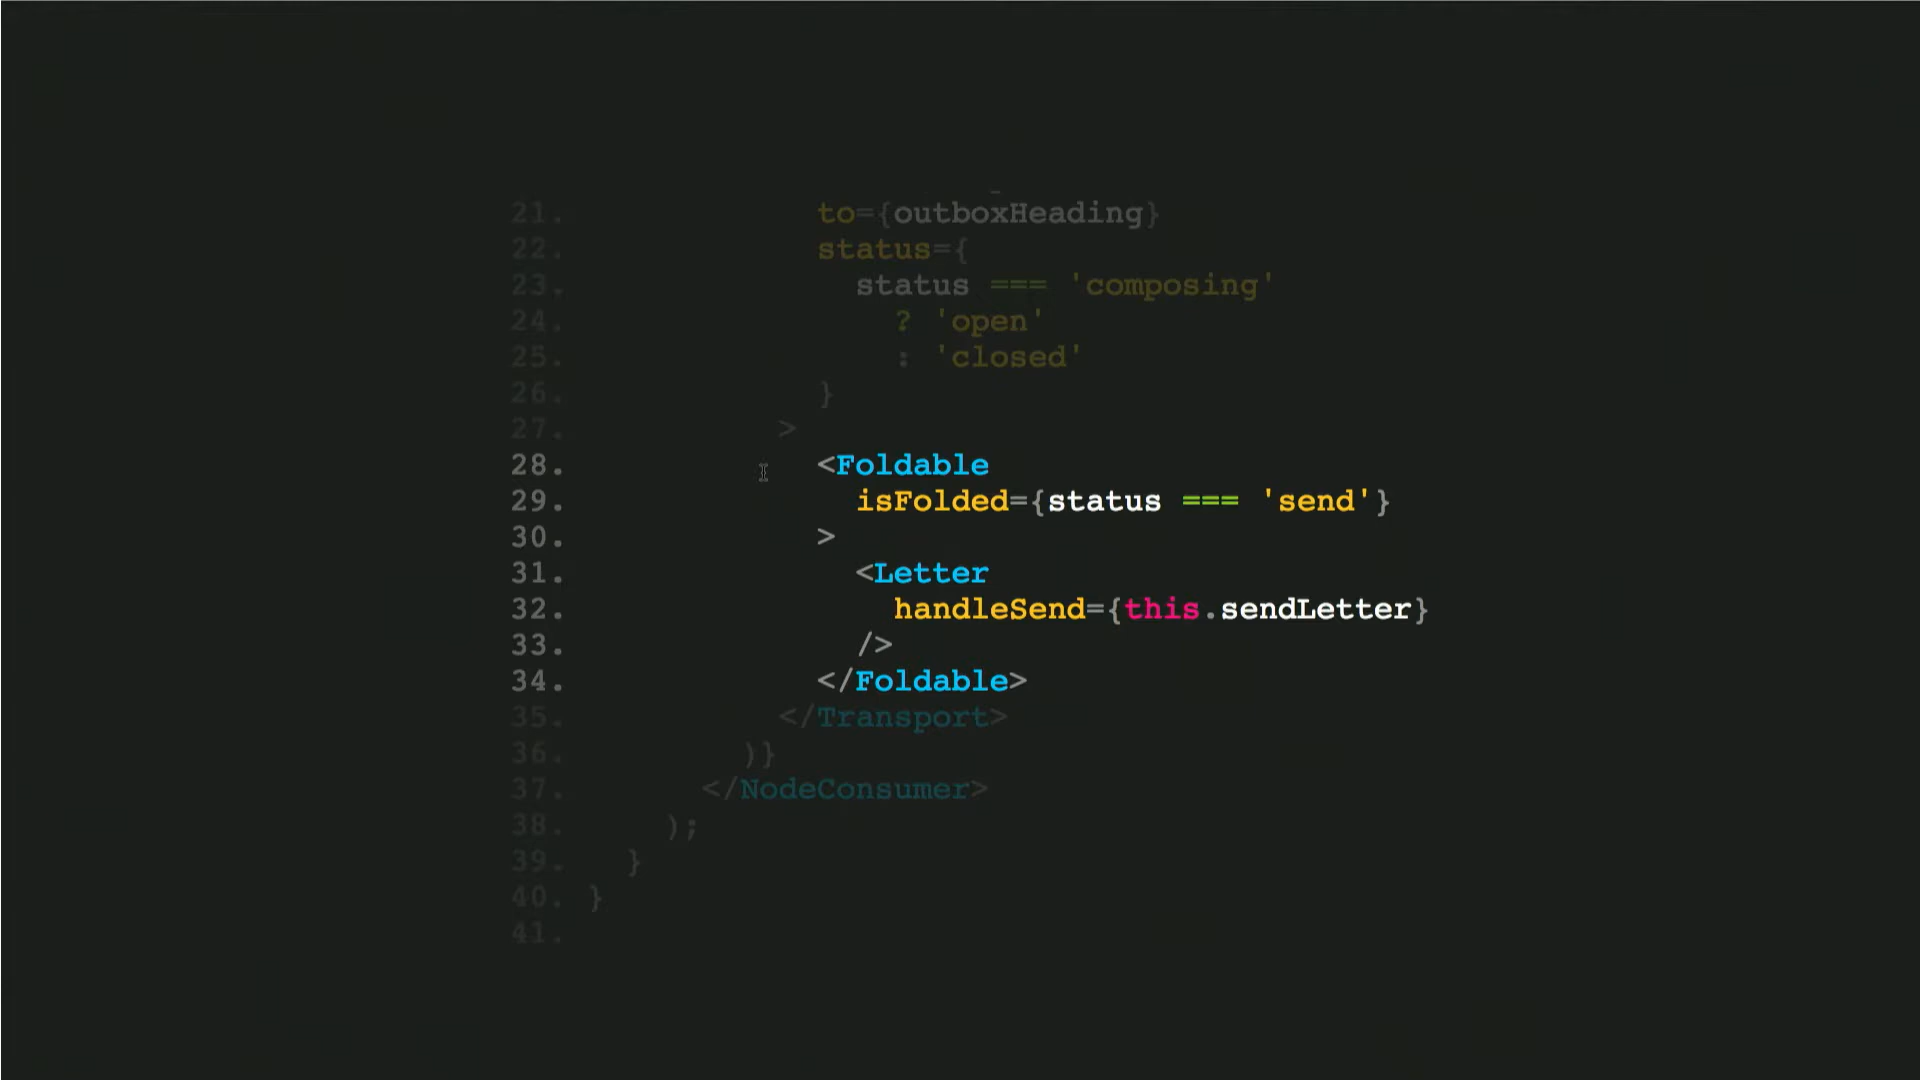 21. to={outboxHeading}
22. status={
23. status === 'composing'
24. ? 'open'
25. : 'closed'
26. }
27. >
28. <Foldable
29. isFolded={status === 'send'}
30. >
31. <Letter
32. handleSend={this.sendLetter}
33. />
34. </Foldable>
35. </Transport>
36. )}
37. </NodeConsumer>
38. );
39. }
40. }
41.